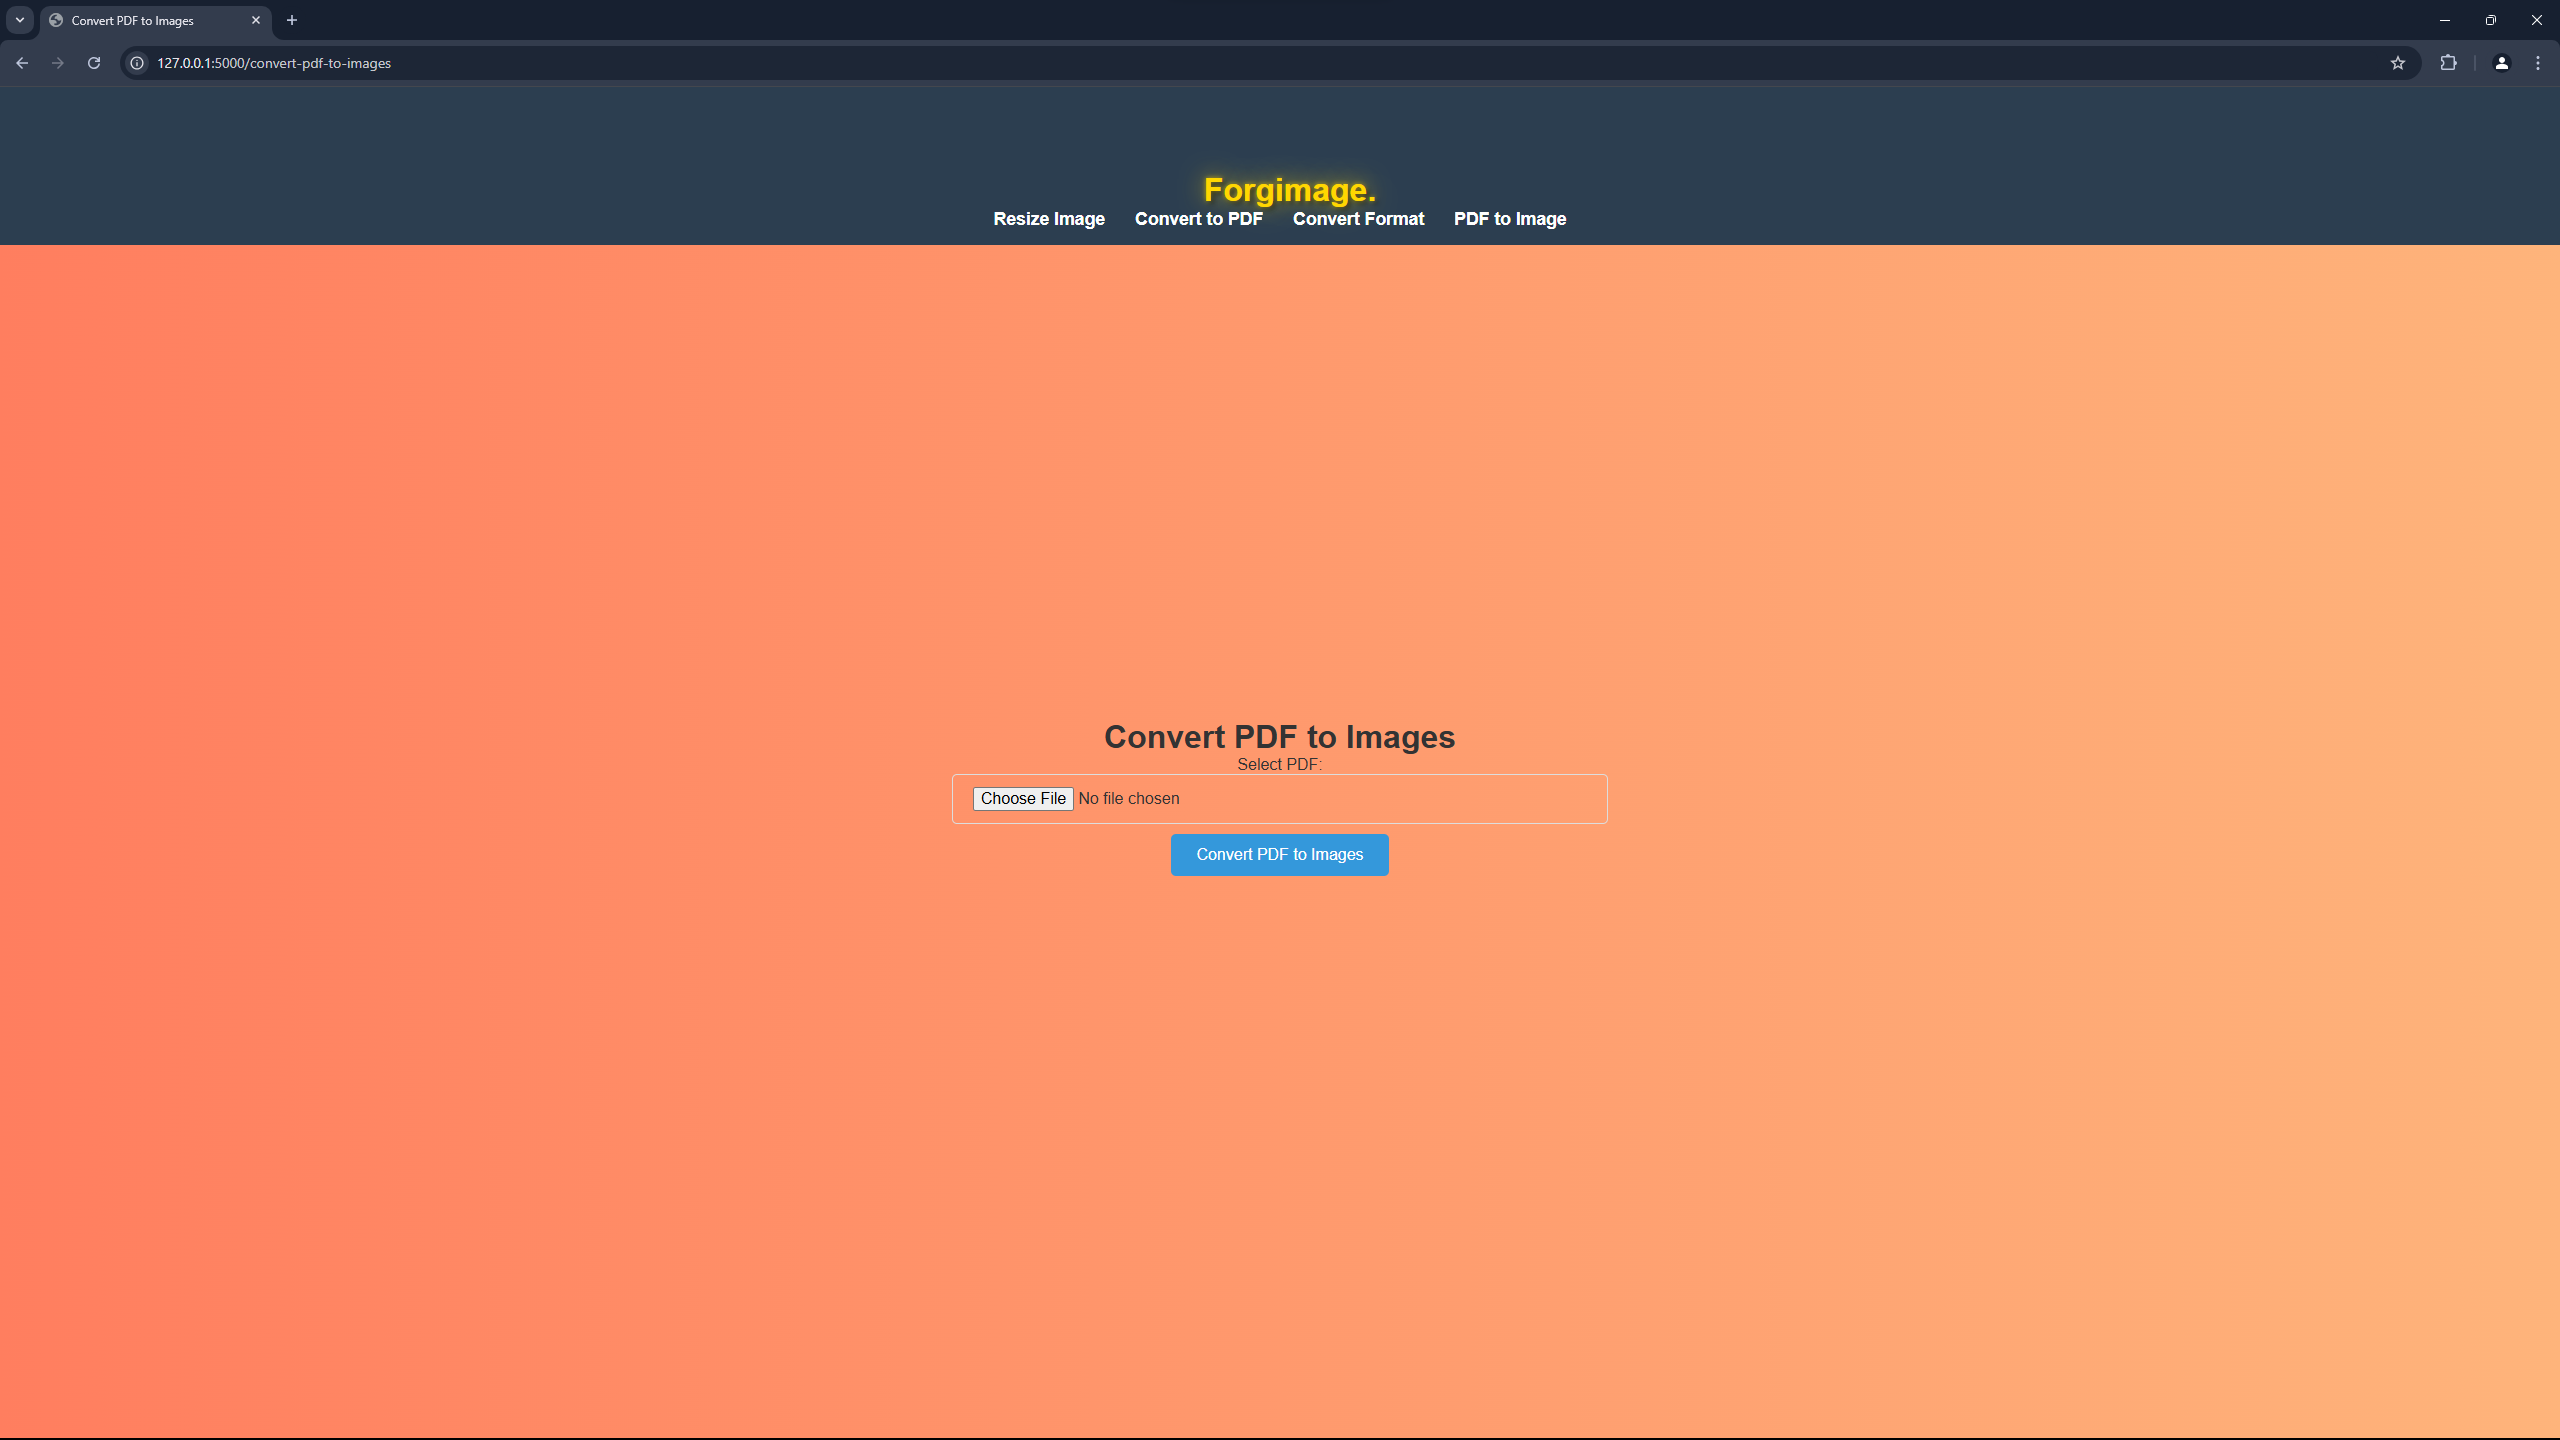 Convert PDF to Images
127.0.0.1:5000/convert-pdf-to-images
Forgimage.
Resize Image Convert to PDF Convert Format PDF to Image
Convert PDF to Images
Select PDF:
Choose File No file chosen
Convert PDF to Images